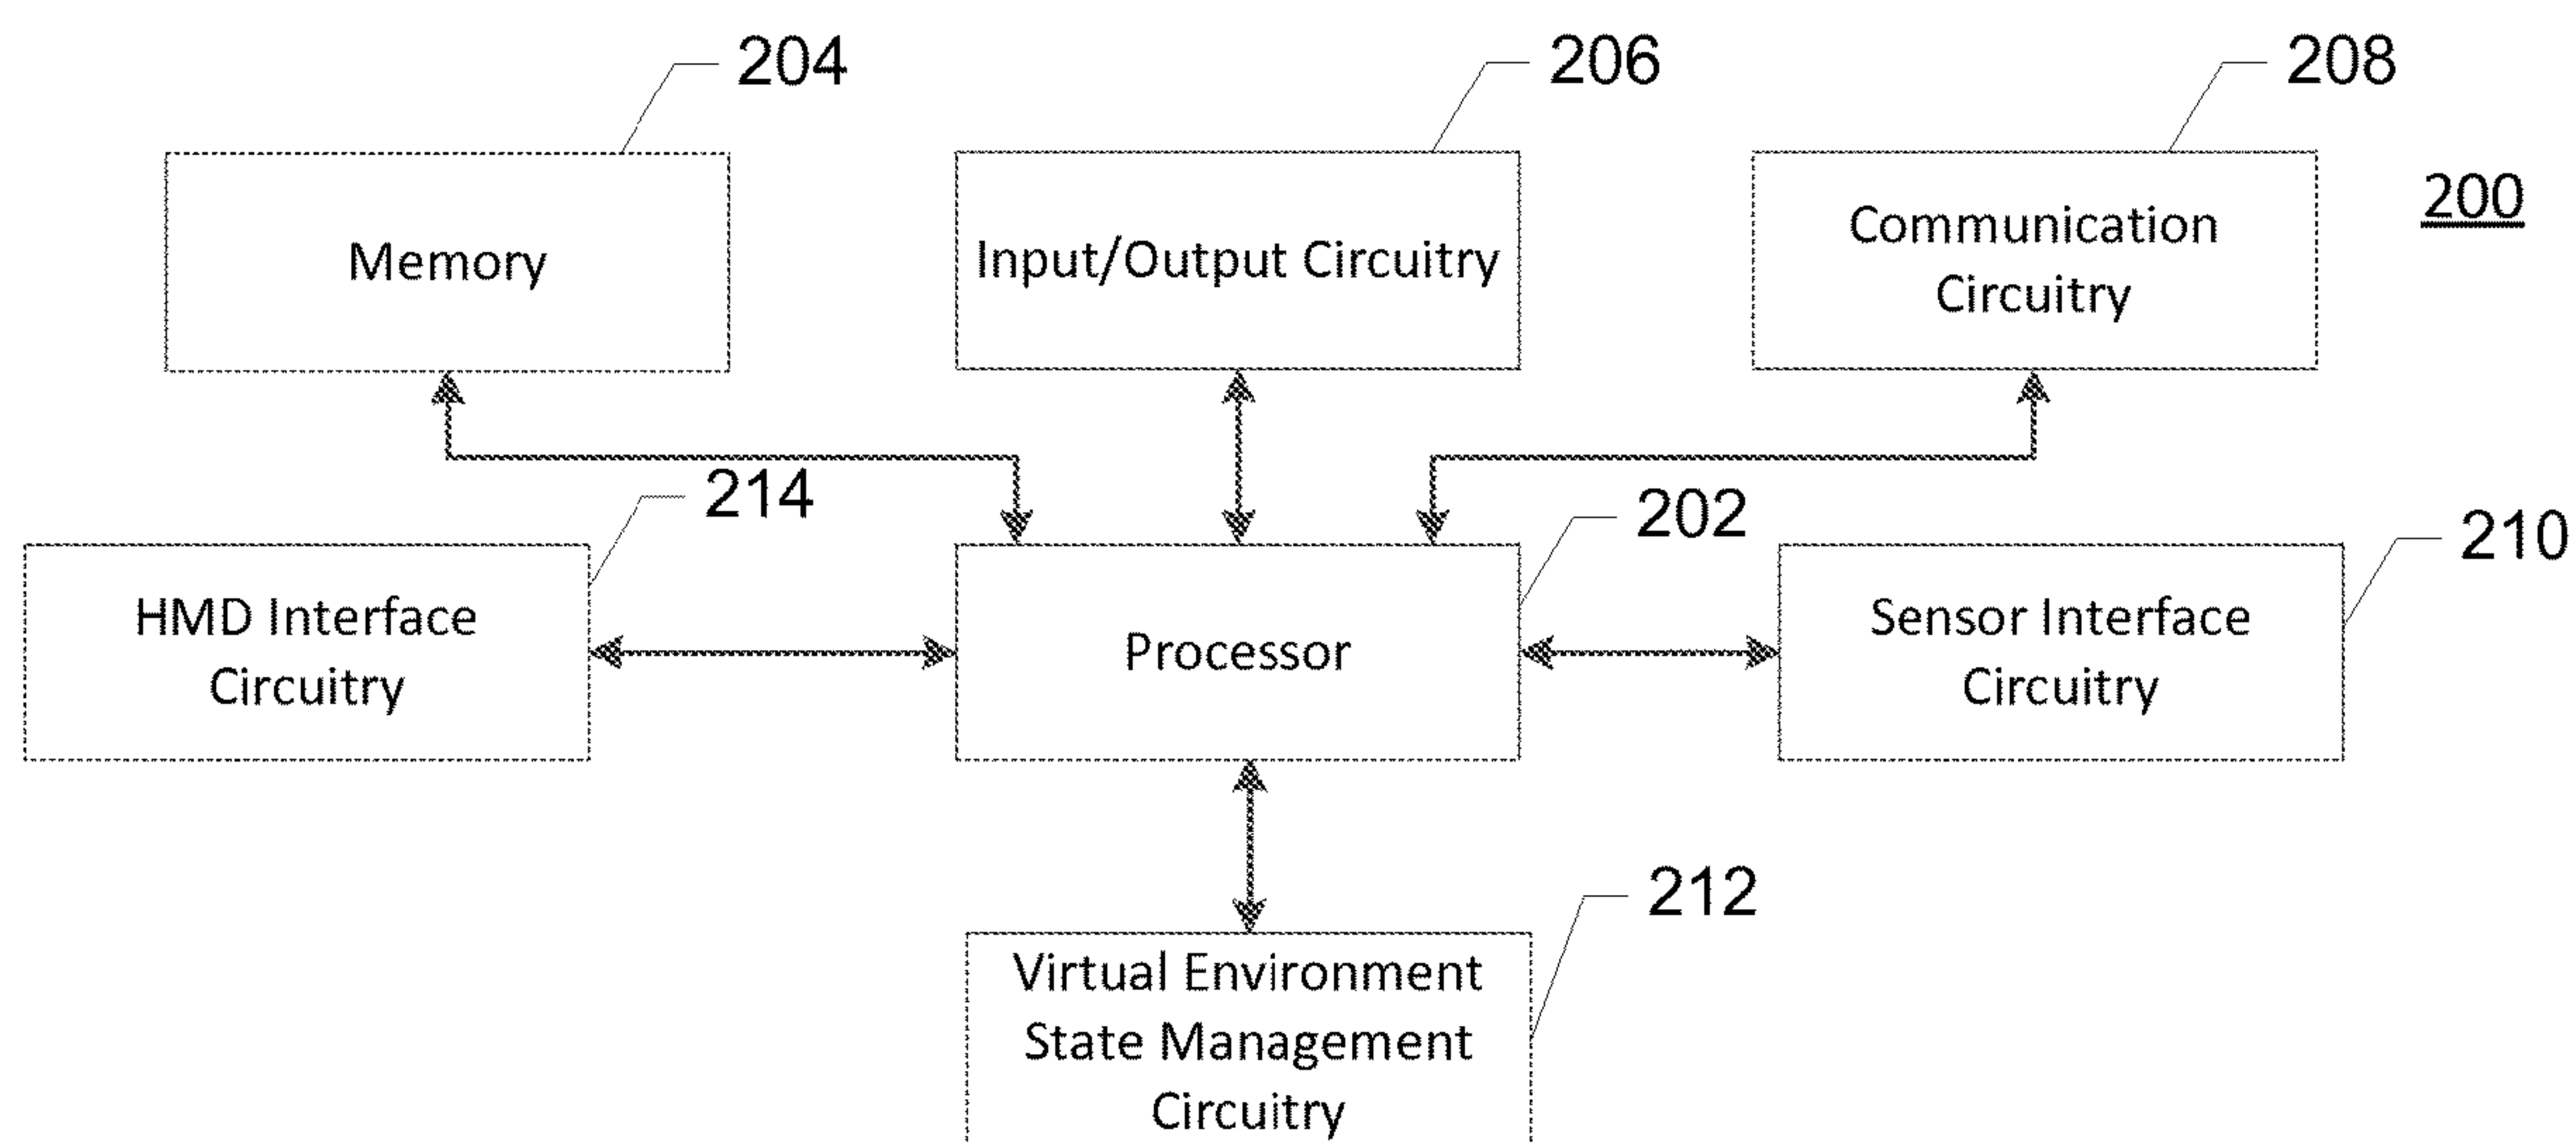 204
206
208
Memory
Input/Output Circuitry
Communication
Circuitry
200
214
202
210
HMD Interface
Circuitry
Processor
Sensor Interface
Circuitry
212
Virtual Environment
State Management
Circuitry